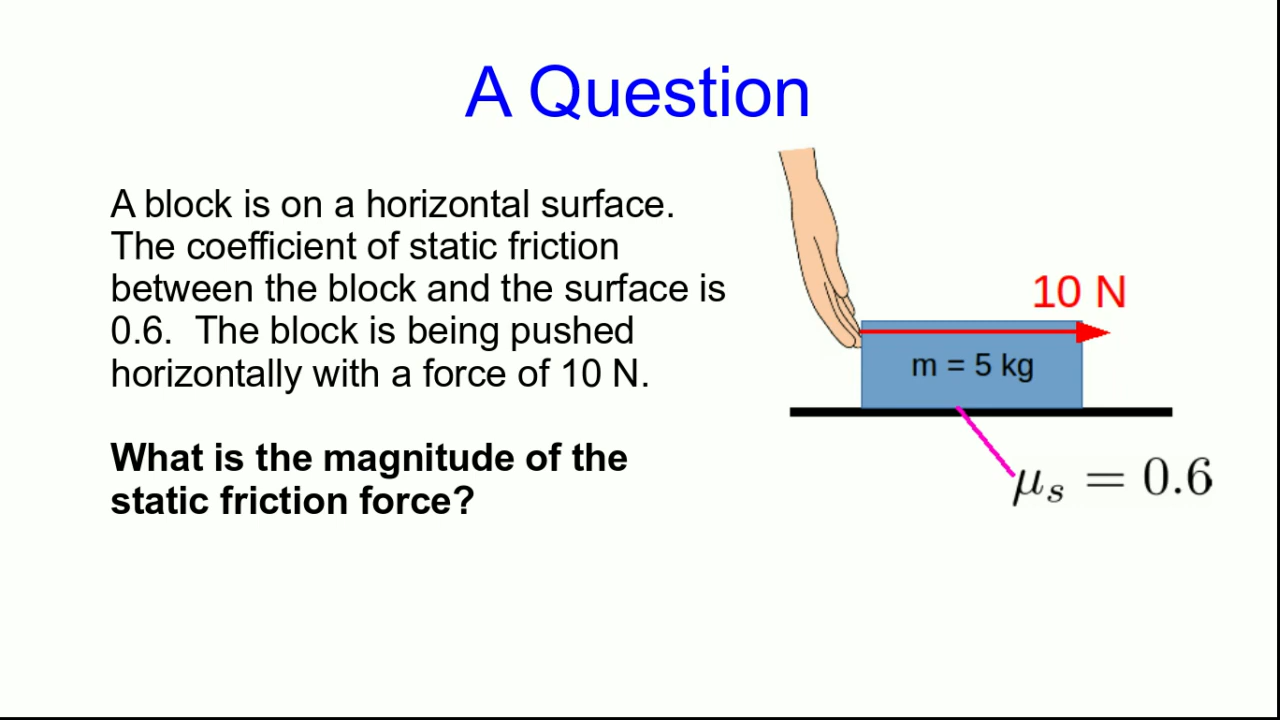 A Question
A block is on a horizontal surface.
The coefficient of static friction
between the block and the surface is
0.6.  The block is being pushed
horizontally with a force of 10 N.
What is the magnitude of the
static friction force?
10 N
m = 5 kg
μₛ = 0.6